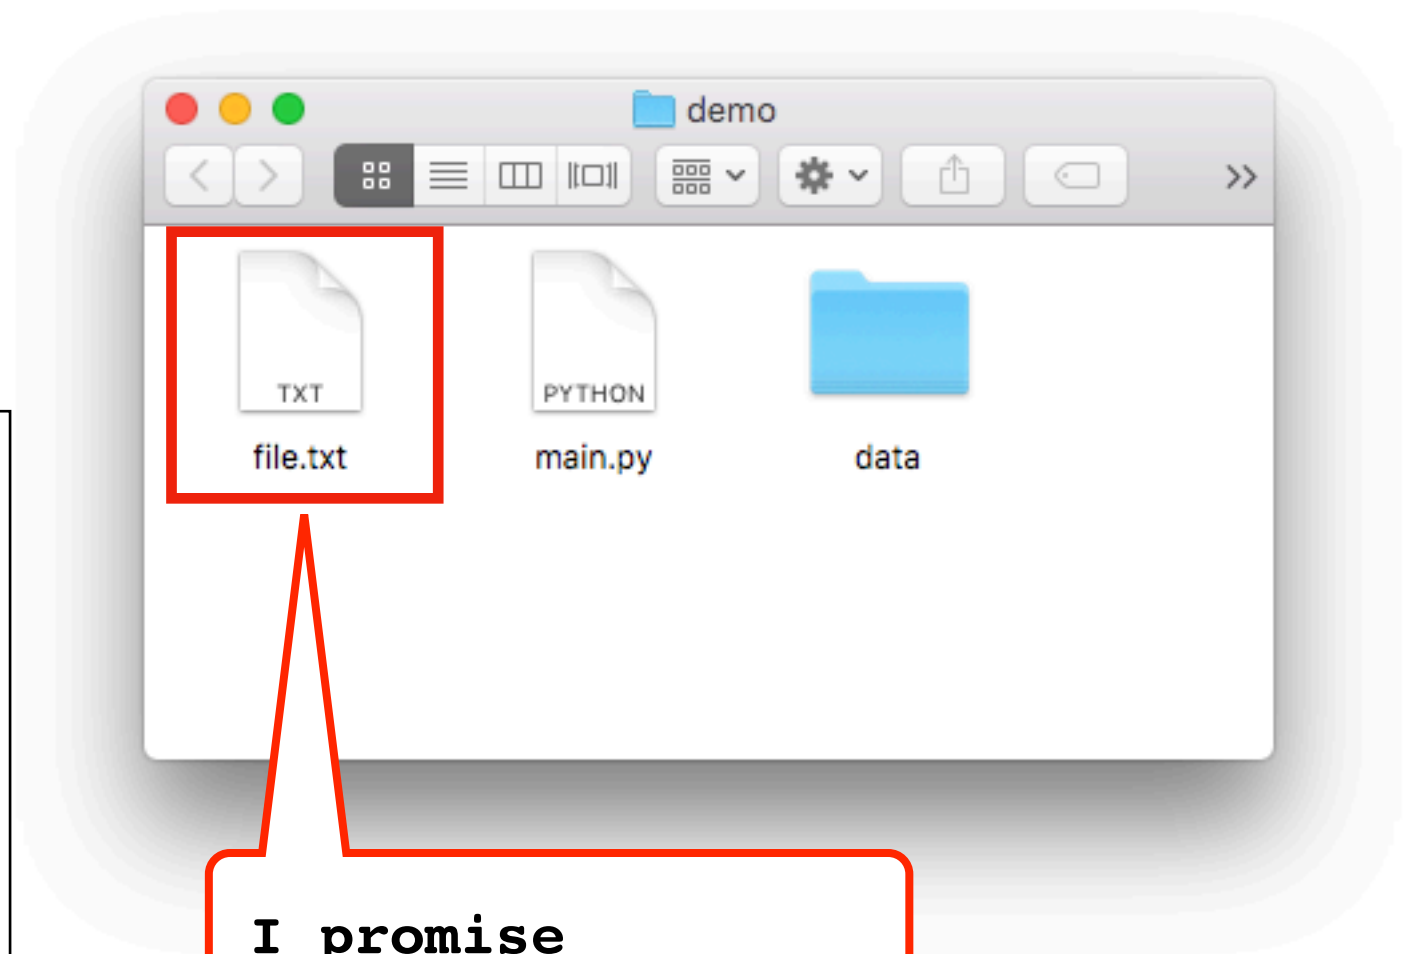 demo
TXT
PYTHON
file.txt
main.py
data
I promise